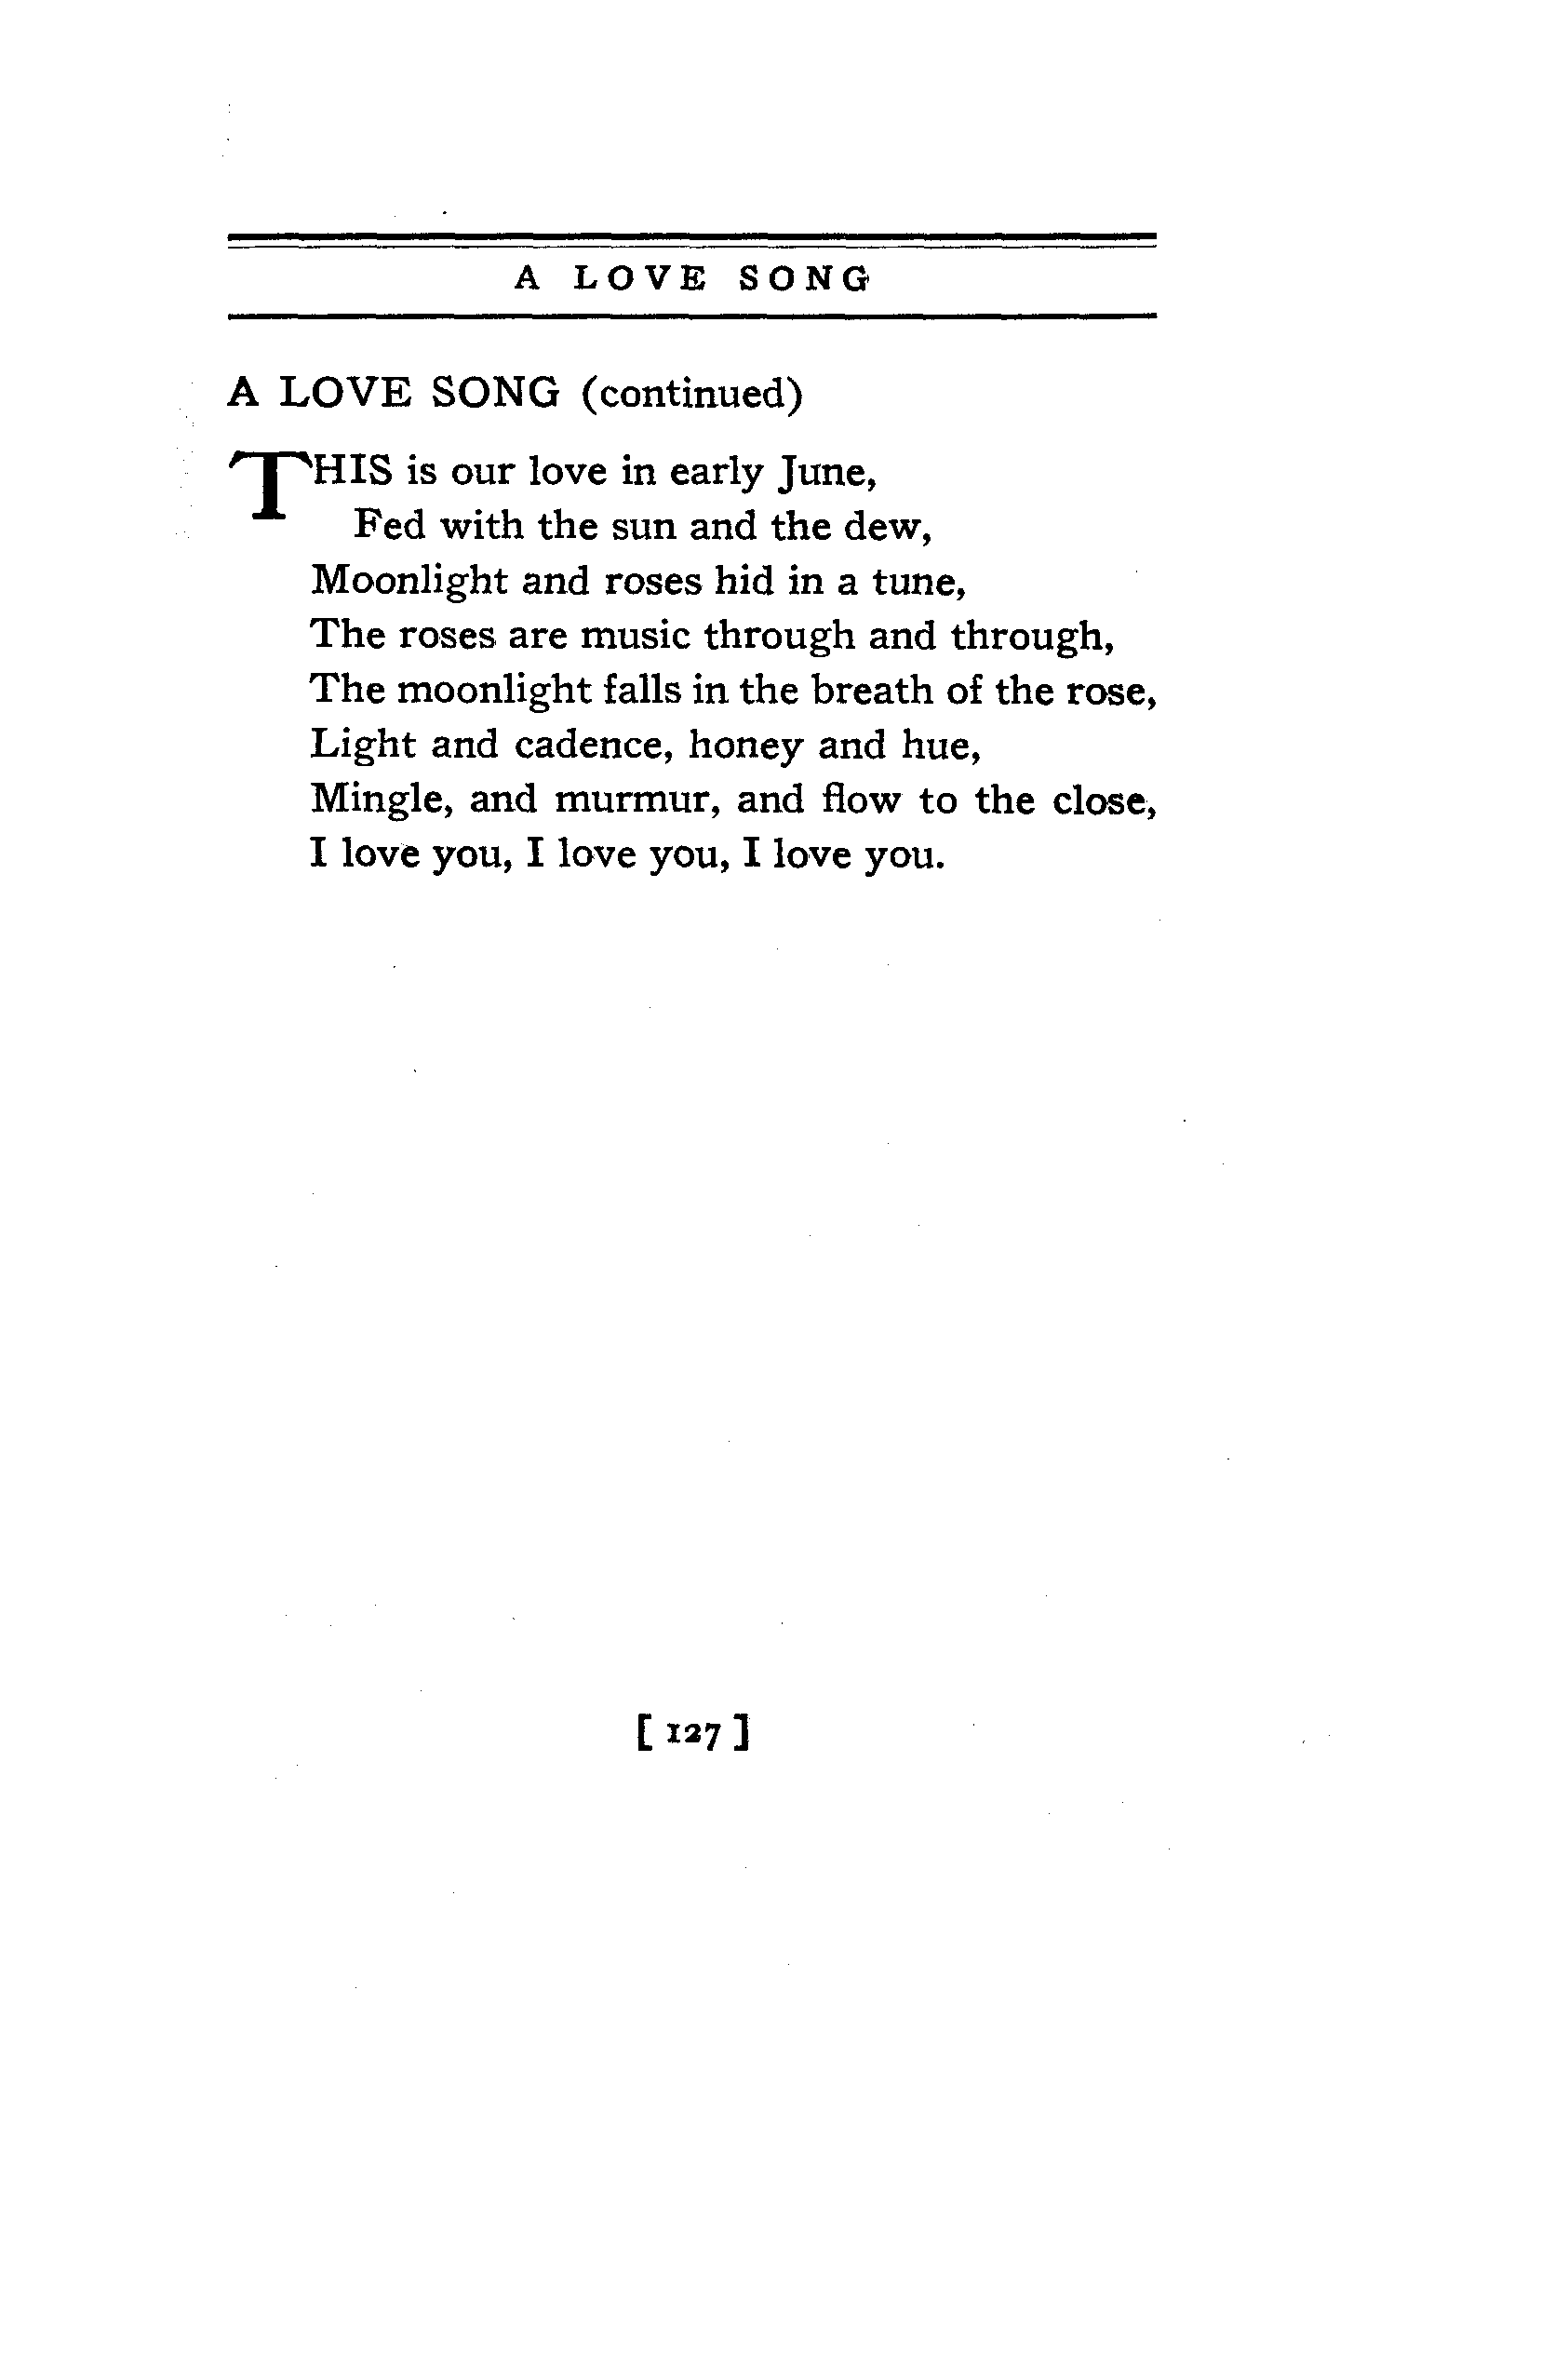 A LOVE SONG
A LOVE SONG (continued)
THIS is our love in early June,
Fed with the sun and the dew,
Moonlight and roses hid in a tune,
The roses are music through and through,
The moonlight falls in the breath of the rose,
Light and cadence, honey and hue,
Mingle, and murmur, and flow to the close,
I love you, I love you, I love you.
[ 127 ]